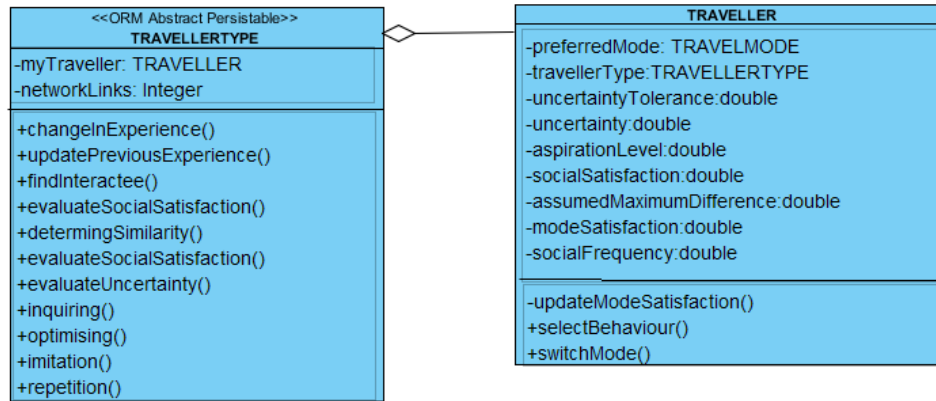 <<ORM Abstract Persistable>>
TRAVELLERTYPE
-myTraveller: TRAVELLER
-networkLinks: Integer
+changeInExperience()
+updatePreviousExperience()
+findInteractee()
+evaluateSocialSatisfaction()
+determingSimilarity()
+evaluateSocialSatisfaction()
+evaluateUncertainty()
+inquiring()
+optimising()
+imitation()
+repetition()
TRAVELLER
-preferredMode: TRAVELMODE
-travellerType:TRAVELLERTYPE
-uncertaintyTolerance:double
-uncertainty:double
-aspirationLevel:double
-socialSatisfaction:double
-assumedMaximumDifference:double
-modeSatisfaction:double
-socialFrequency:double
-updateModeSatisfaction()
+selectBehaviour()
+switchMode()